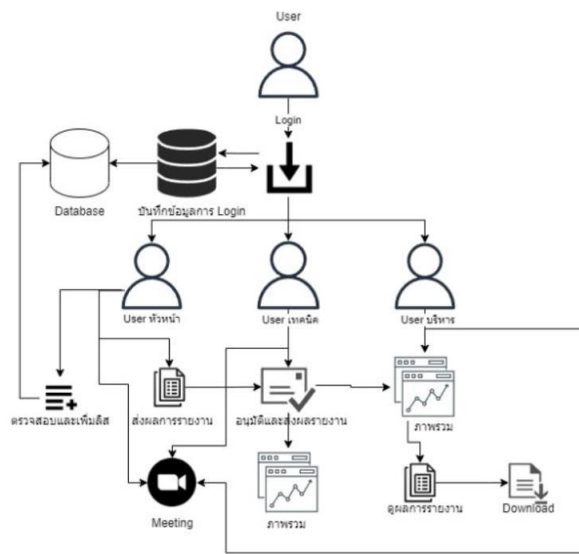 User
Login
Database
บันทึกข้อมูลการ Login
User หัวหน้า
User เทคนิค
User บริหาร
ตรวจสอบและเพิ่มลิส
ส่งผลการรายงาน
อนุมัติและส่งผลรายงาน
ภาพรวม
Meeting
ภาพรวม
ดูผลการรายงาน
Download